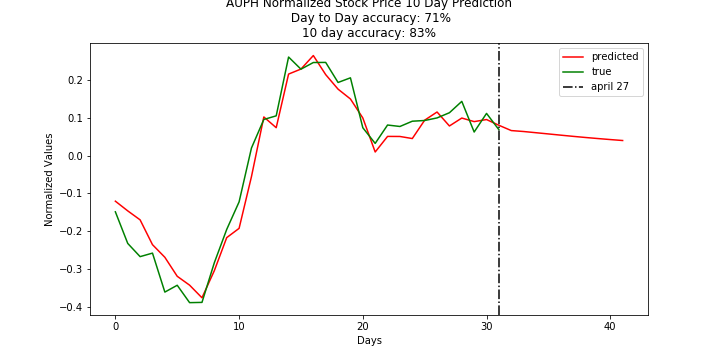 AUPH Normalized Stock Price 10 Day Prediction
Day to Day accuracy: 71%
10 day accuracy: 83%
predicted
true
april 27
Normalized Values
0.2
0.1
0.0
−0.1
−0.2
−0.3
−0.4
0
10
20
30
40
Days